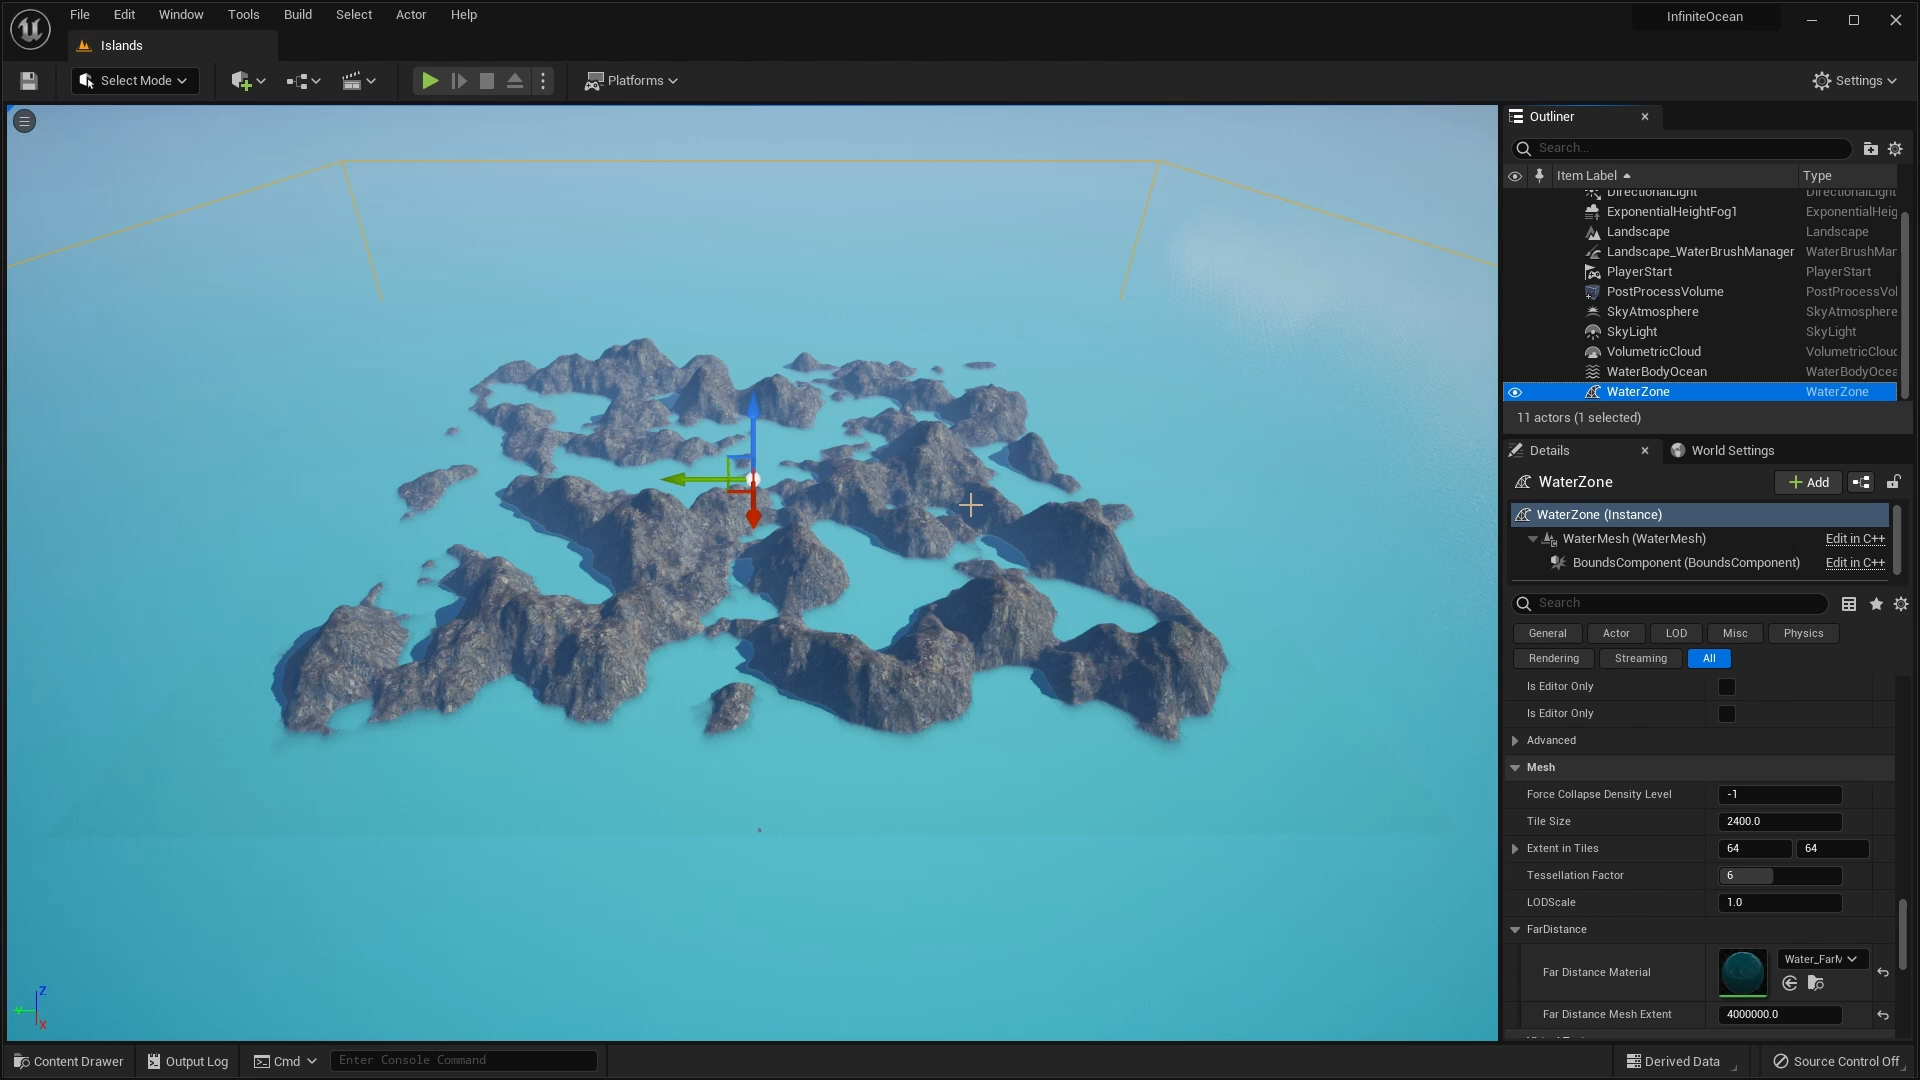 File Edit Window Tools Build Select Actor Help
InfiniteOcean
Islands
Select Mode
Platforms
Settings
Outliner
Search...
Item Label Type
DirectionalLight DirectionalLight
ExponentialHeightFog1 ExponentialHeig
Landscape Landscape
Landscape_WaterBrushManager WaterBrushMar
PlayerStart PlayerStart
PostProcessVolume PostProcessVol
SkyAtmosphere SkyAtmosphere
SkyLight SkyLight
VolumetricCloud VolumetricClouc
WaterBodyOcean WaterBodyOcea
WaterZone WaterZone
11 actors (1 selected)
Details World Settings
WaterZone Add
WaterZone (Instance)
WaterMesh (WaterMesh) Edit in C++
BoundsComponent (BoundsComponent) Edit in C++
Search
General Actor LOD Misc Physics
Rendering Streaming All
Is Editor Only
Is Editor Only
Advanced
Mesh
Force Collapse Density Level -1
Tile Size 2400.0
Extent in Tiles 64 64
Tessellation Factor 6
LODScale 1.0
FarDistance
Far Distance Material Water_FarM
Far Distance Mesh Extent 4000000.0
Z
Y
X
Content Drawer Output Log Cmd Enter Console Command Derived Data Source Control Off